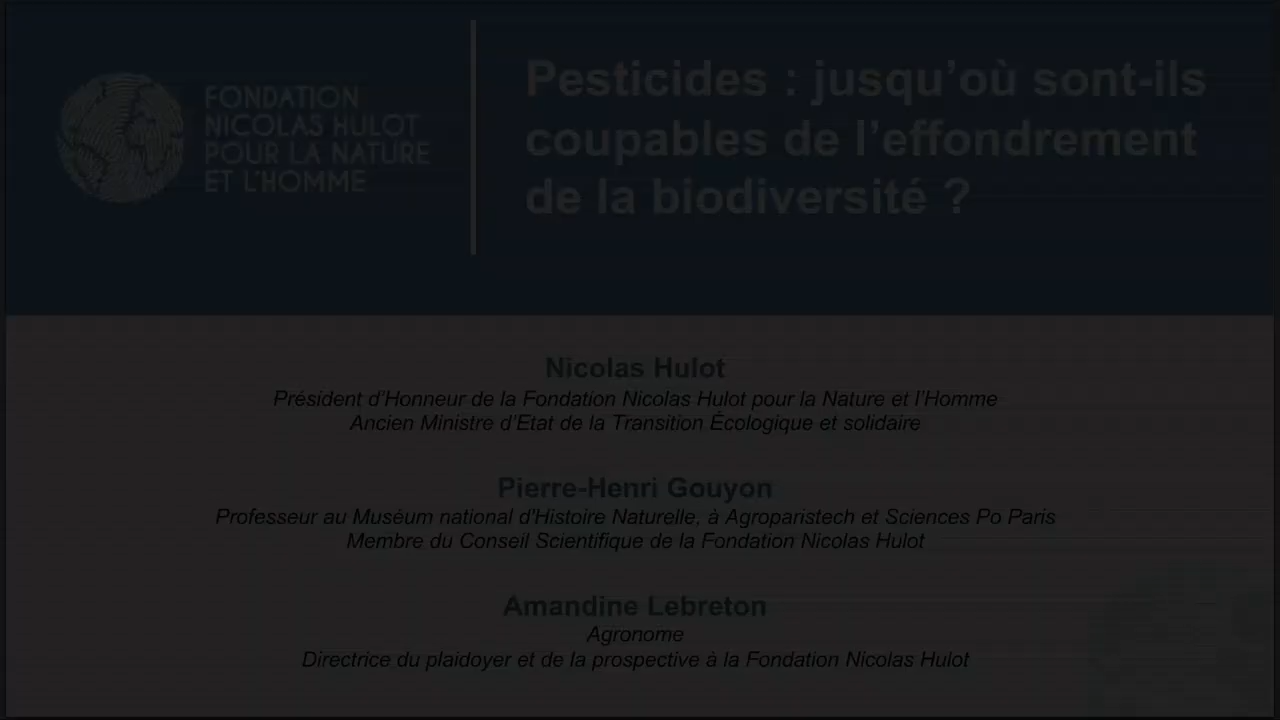 FONDATION
NICOLAS HULOT
POUR LA NATURE
ET L'HOMME
Pesticides : jusqu’où sont-ils
coupables de l’effondrement
de la biodiversité ?
Nicolas Hulot
Président d’Honneur de la Fondation Nicolas Hulot pour la Nature et l’Homme
Ancien Ministre d’Etat de la Transition Écologique et solidaire
Pierre-Henri Gouyon
Professeur au Muséum national d'Histoire Naturelle, à Agroparistech et Sciences Po Paris
Membre du Conseil Scientifique de la Fondation Nicolas Hulot
Amandine Lebreton
Agronome
Directrice du plaidoyer et de la prospective à la Fondation Nicolas Hulot